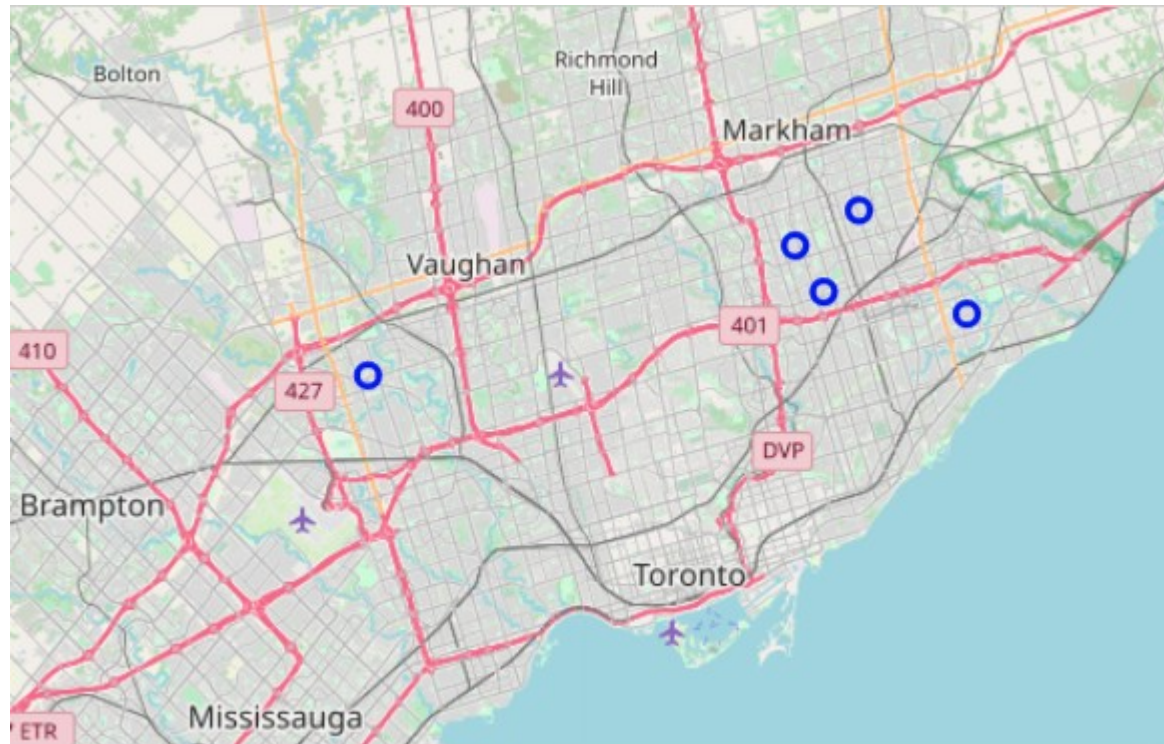 Bolton
Richmond
Hill
400
Markham
Vaughan
401
410
427
DVP
Brampton
Toronto
Mississauga
ETR